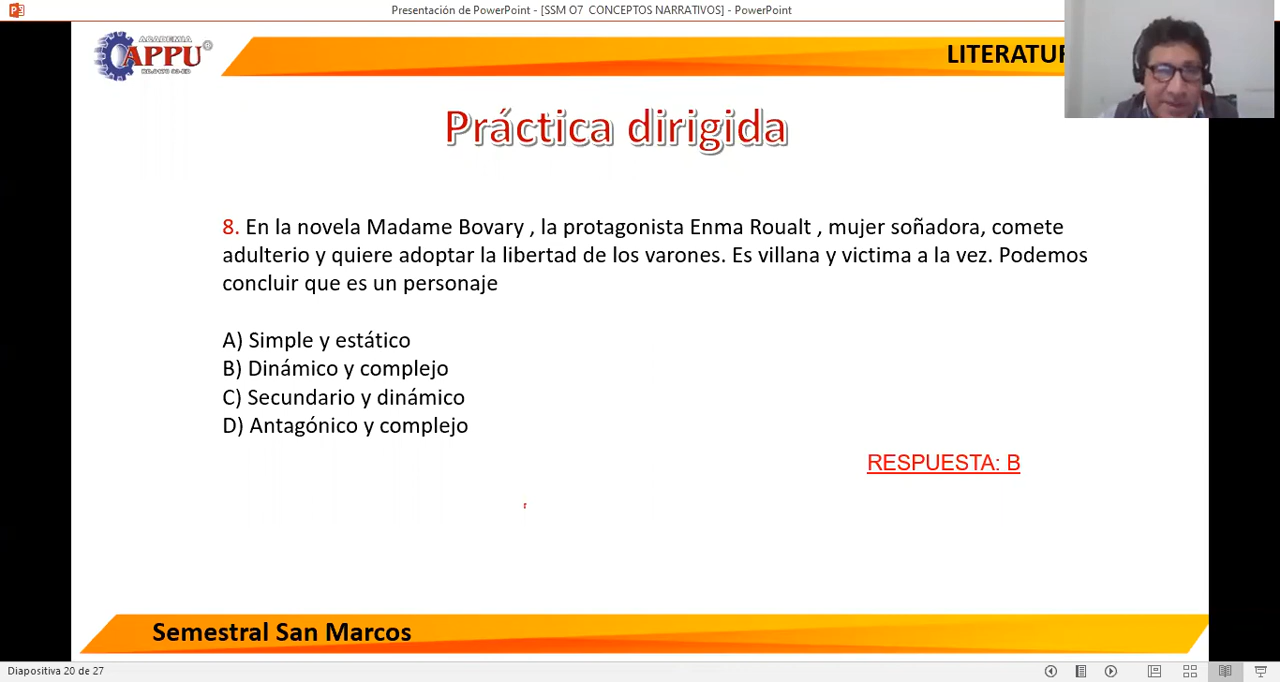 Presentación de PowerPoint - [SSM O7 CONCEPTOS NARRATIVOS] - PowerPoint
ACADEMIA
APPU
LITERATUR
Práctica dirigida
8. En la novela Madame Bovary , la protagonista Enma Roualt , mujer soñadora, comete
adulterio y quiere adoptar la libertad de los varones. Es villana y victima a la vez. Podemos
concluir que es un personaje
A) Simple y estático
B) Dinámico y complejo
C) Secundario y dinámico
D) Antagónico y complejo
RESPUESTA: B
Semestral San Marcos
Diapositiva 20 de 27